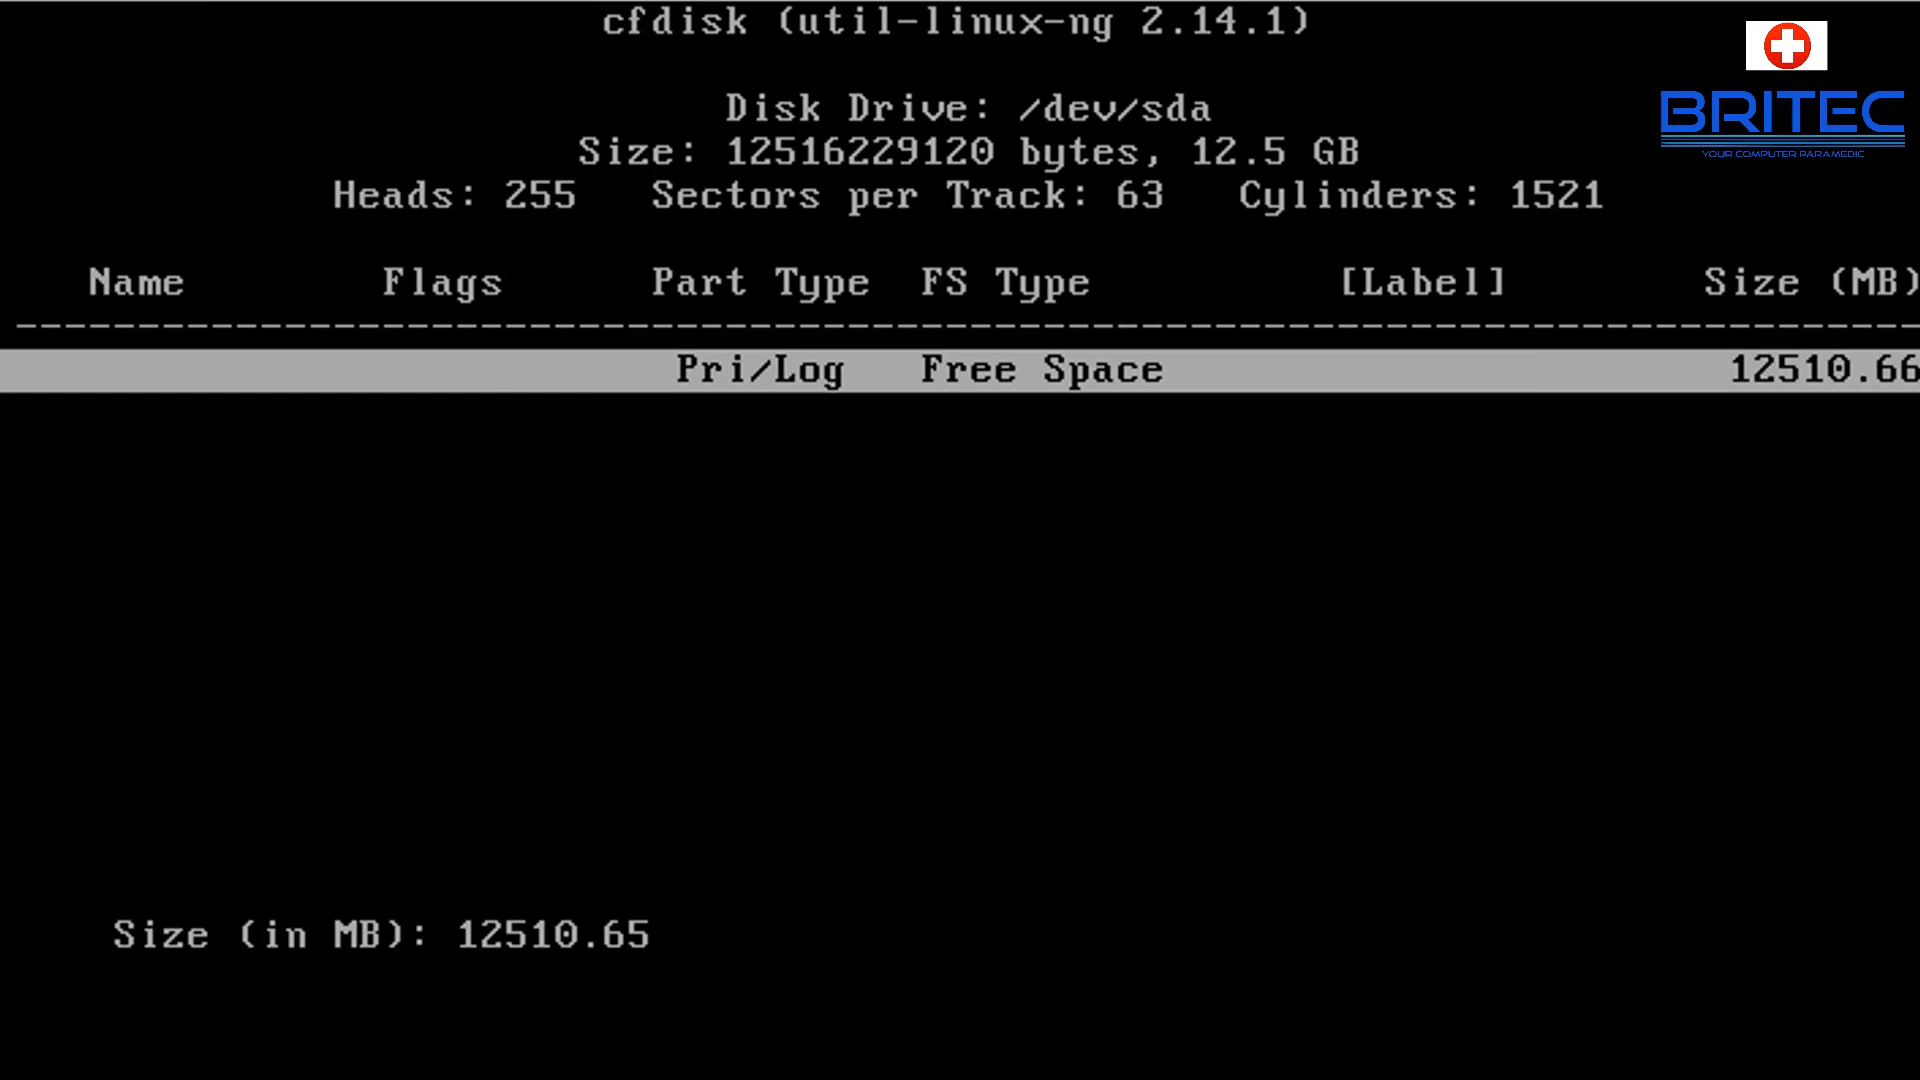 cfdisk (util-linux-ng 2.14.1)
BRITEC
YOUR COMPUTER PARAMEDIC
Disk Drive: /dev/sda
Size: 12516229120 bytes, 12.5 GB
Heads: 255 Sectors per Track: 63 Cylinders: 1521
Name Flags Part Type FS Type [Label] Size (MB)
Pri/Log Free Space 12510.66
Size (in MB): 12510.65